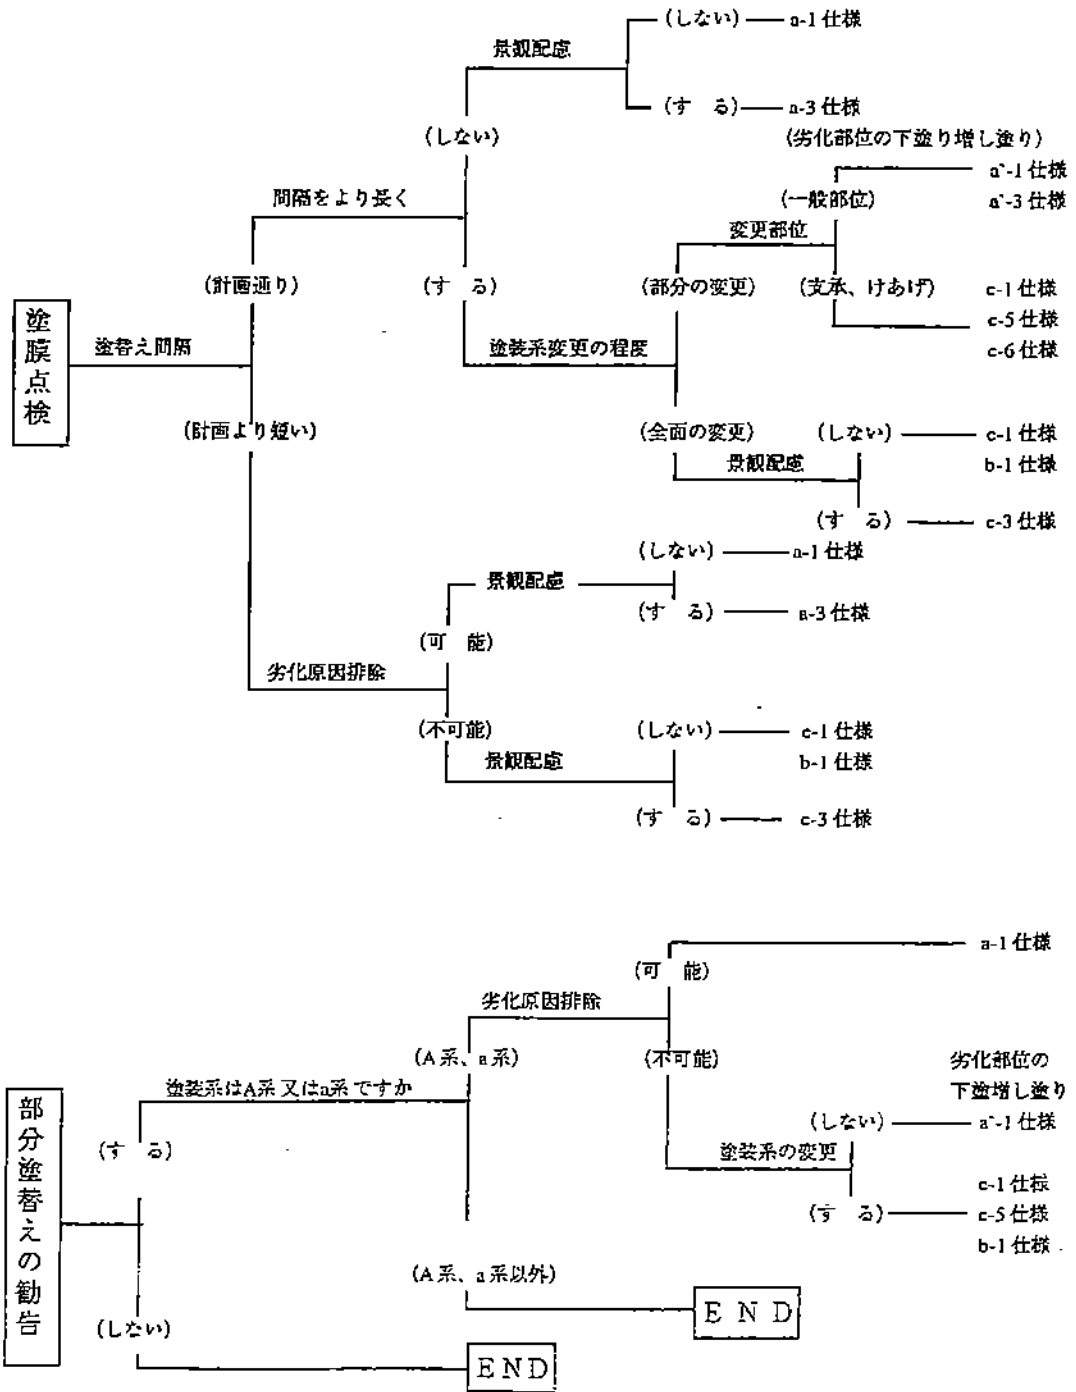 (しない) a-1仕様
景観配慮
(する) a-3仕様
(しない)
(劣化部位の下塗り増し塗り)
a`-1仕様
間隔をより長く
(一般部位)
a`-3仕様
変更部位
(計画通り)
(する)
(部分の変更)
(支承、けあげ)
c-1仕様
c-5仕様
c-6仕様
塗膜点検
塗替え間隔
塗装系変更の程度
(計画より短い)
(全面の変更)
(しない) c-1仕様
b-1仕様
景観配慮
(する) c-3仕様
(しない) a-1仕様
景観配慮
(する) a-3仕様
(可能)
劣化原因排除
(不可能)
(しない) c-1仕様
b-1仕様
景観配慮
(する) c-3仕様
a-1仕様
(可能)
劣化原因排除
(A系、a系)
(不可能)
劣化部位の
下塗増し塗り
塗装系はA系又はa系ですか
(しない) a`-1仕様
(する)
塗装系の変更
c-1仕様
(する) c-5仕様
b-1仕様
部分塗替えの勧告
(A系、a系以外)
END
(しない)
END